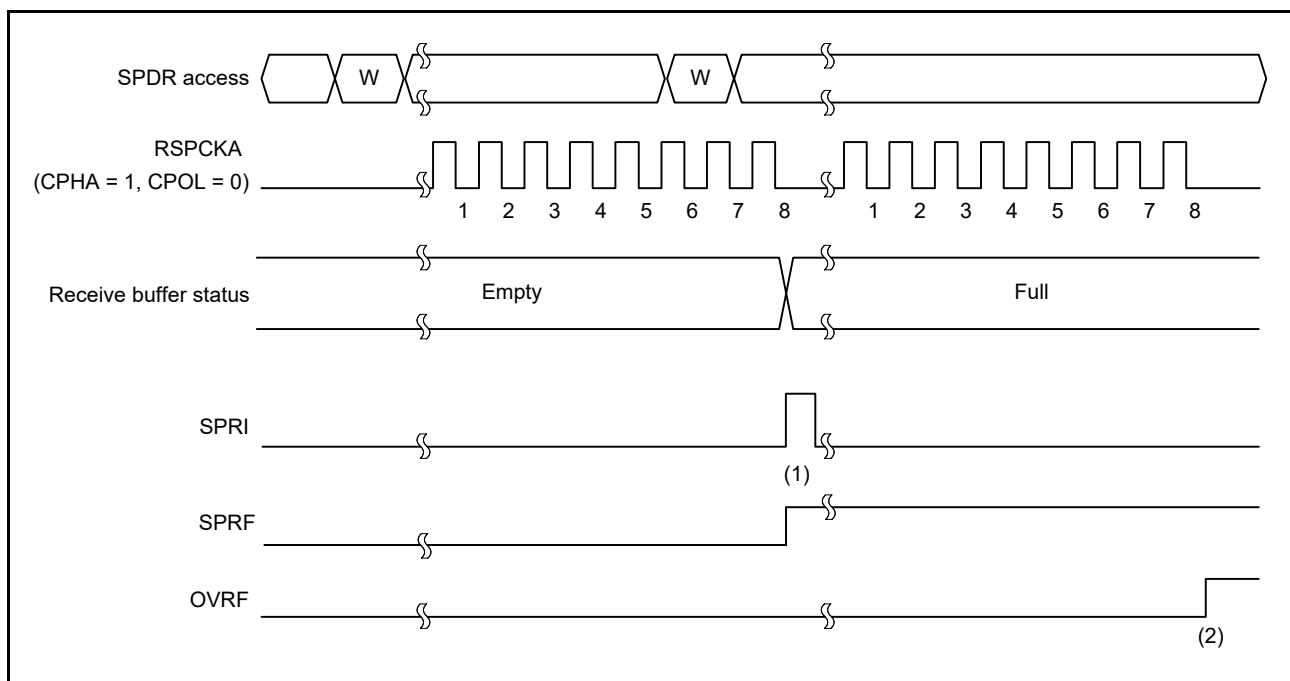 SPDR access
W
W
RSPCKA
(CPHA = 1, CPOL = 0)
1 2 3 4 5 6 7 8
1 2 3 4 5 6 7 8
Receive buffer status
Empty
Full
SPRI
(1)
SPRF
OVRF
(2)